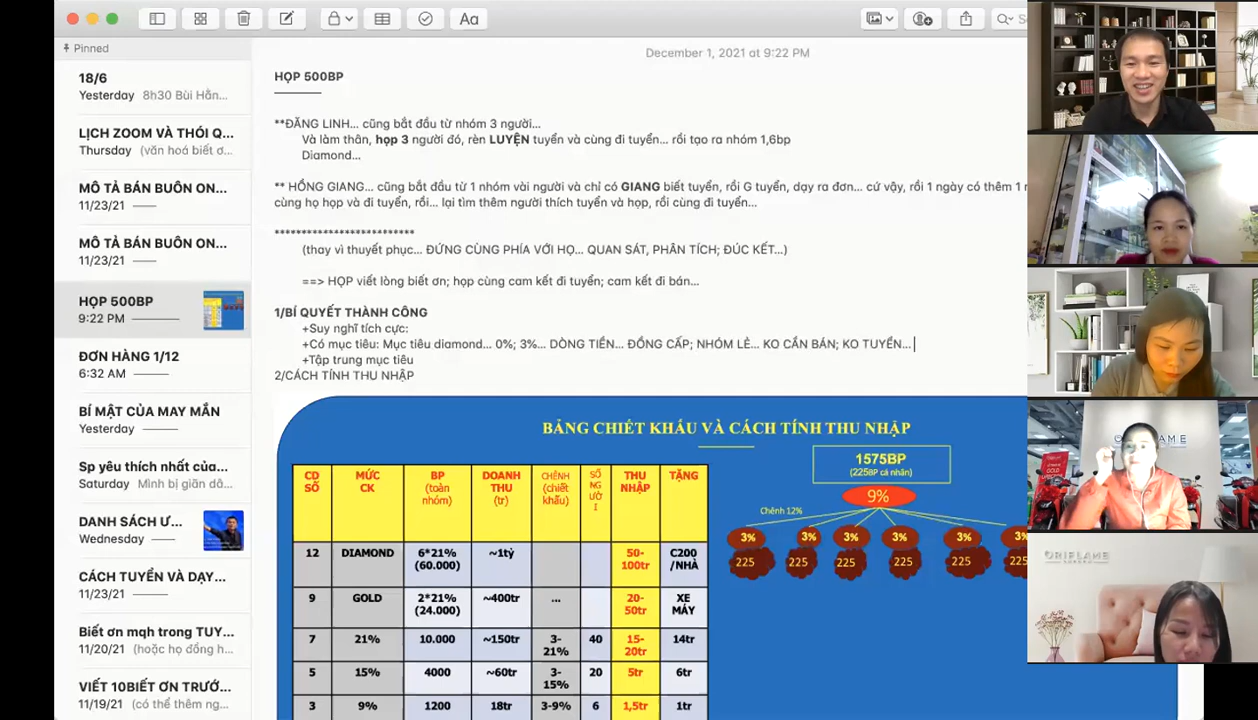 Aa
Pinned
18/6
Yesterday 8h30 Bùi Hằn...
LỊCH ZOOM VÀ THÓI Q...
Thursday (văn hoá biết ơ...
MÔ TẢ BÁN BUÔN ON...
11/23/21
MÔ TẢ BÁN BUÔN ON...
11/23/21
HỌP 500BP
9:22 PM
ĐƠN HÀNG 1/12
6:32 AM
BÍ MẬT CỦA MAY MẮN
Yesterday
Sp yêu thích nhất của...
Saturday Mình bị giãn dâ...
DANH SÁCH Ư...
Wednesday
CÁCH TUYỂN VÀ DẠY...
11/23/21
Biết ơn mqh trong TUY...
11/20/21 (hoặc họ đồng h...
VIẾT 10BIẾT ƠN TRƯỚ...
11/19/21 (có thể thêm ng...
December 1, 2021 at 9:22 PM
HỌP 500BP
**ĐĂNG LINH... cũng bắt đầu từ nhóm 3 người...
Và làm thân, họp 3 người đó, rèn LUYỆN tuyển và cùng đi tuyển... rồi tạo ra nhóm 1,6bp
Diamond...
** HỒNG GIANG... cũng bắt đầu từ 1 nhóm vài người và chỉ có GIANG biết tuyển, rồi G tuyển, dạy ra đơn... cứ vậy, rồi 1 ngày có thêm 1
cùng họ họp và đi tuyển, rồi... lại tìm thêm người thích tuyển và họp, rồi cùng đi tuyển...
**************************
(thay vì thuyết phục... ĐỨNG CÙNG PHÍA VỚI HỌ... QUAN SÁT, PHÂN TÍCH; ĐÚC KẾT...)
==> HỌP viết lòng biết ơn; họp cùng cam kết đi tuyển; cam kết đi bán...
1/BÍ QUYẾT THÀNH CÔNG
+Suy nghĩ tích cực:
+Có mục tiêu: Mục tiêu diamond... 0%; 3%... DÒNG TIỀN... ĐỒNG CẤP; NHÓM LẺ... KO CẦN BÁN; KO TUYỂN...
+Tập trung mục tiêu
2/CÁCH TÍNH THU NHẬP
BẢNG CHIẾT KHẤU VÀ CÁCH TÍNH THU NHẬP
CD SỐ MỨC CK BP (toàn nhóm) DOANH THU (tr) CHÊNH (chiết khấu) SỐ NGƯỜI THU NHẬP TẶNG
12 DIAMOND 6*21% (60.000) ~1tỷ 50-100tr C200 /NHÀ
9 GOLD 2*21% (24.000) ~400tr ... 20-50tr XE MÁY
7 21% 10.000 ~150tr 3-21% 40 15-20tr 14tr
5 15% 4000 ~60tr 3-15% 20 5tr 6tr
3 9% 1200 18tr 3-9% 6 1,5tr 1tr
1575BP
(225BP cá nhân)
9%
Chênh 12%
3% 3% 3% 3% 3% 3%
225 225 225 225 225 225
ORIFLAME